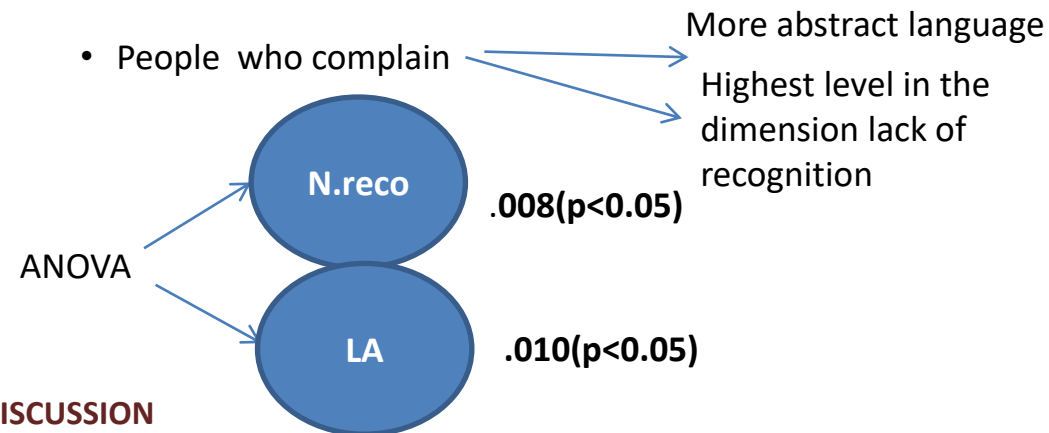 More abstract language
• People who complain
Highest level in the
dimension lack of
recognition
N.reco
.008(p<0.05)
ANOVA
LA
.010(p<0.05)
ISCUSSION